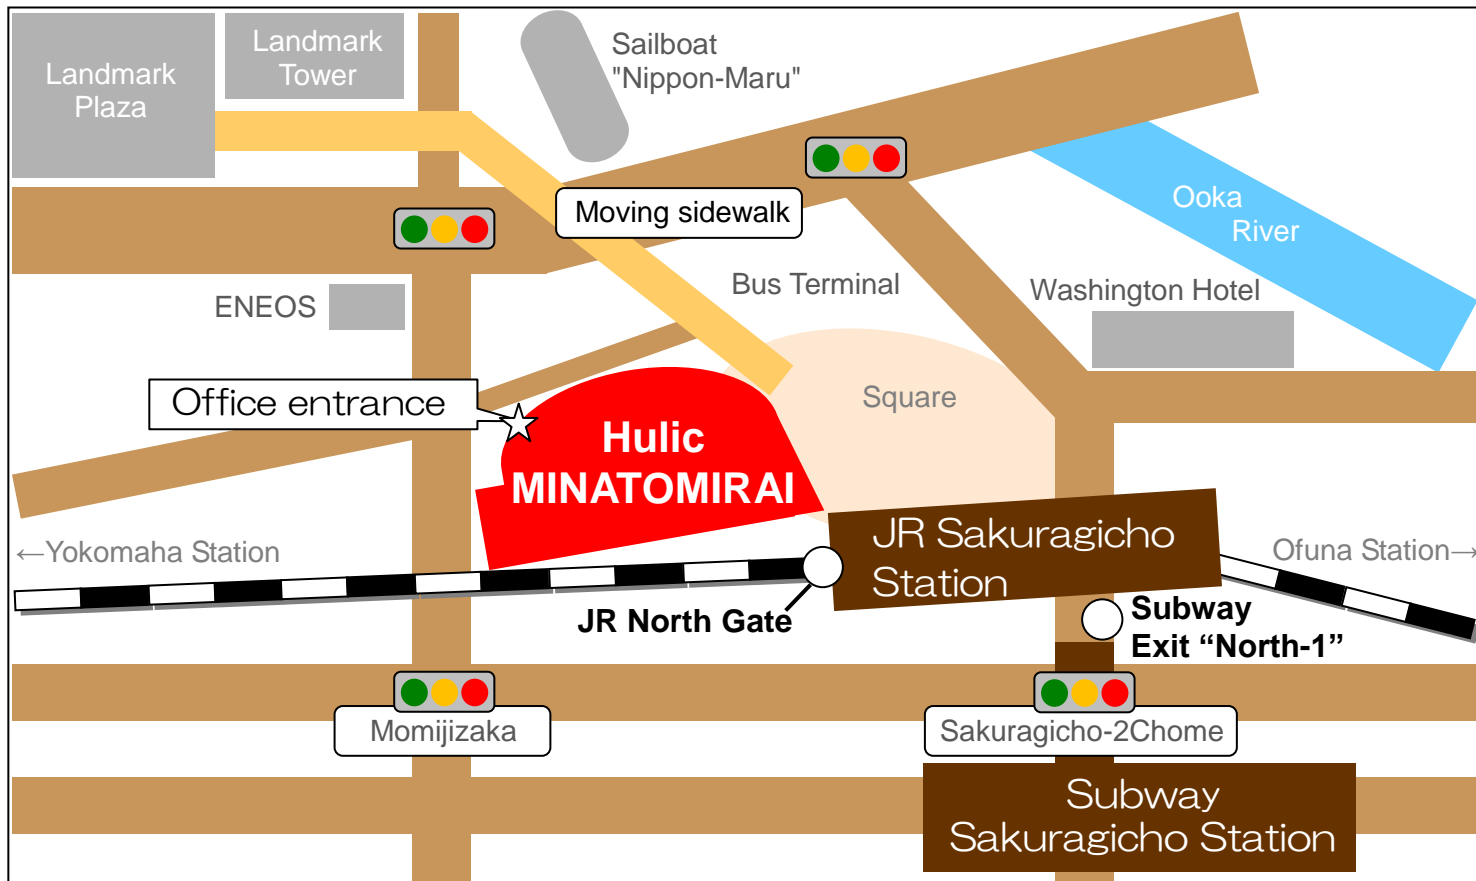 Landmark
Plaza
Landmark
Tower
Sailboat
"Nippon-Maru"
Moving sidewalk
Ooka
River
Bus Terminal
Washington Hotel
ENEOS
Office entrance
Square
Hulic
MINATOMIRAI
←Yokomaha Station
JR Sakuragicho
Station
Ofuna Station→
JR North Gate
Subway
Exit “North-1”
Momijizaka
Sakuragicho-2Chome
Subway
Sakuragicho Station